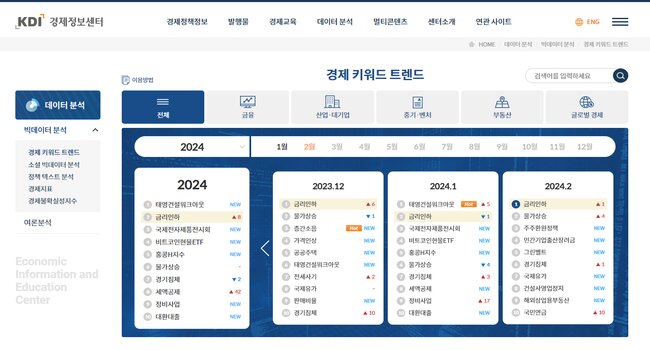 KDI 경제정보센터
경제정책정보 발행물 경제교육 데이터 분석 멀티콘텐츠 센터소개 연관 사이트
ENG
HOME 데이터 분석 빅데이터 분석 경제 키워드 트렌드
이용방법
경제 키워드 트렌드
검색어를 입력하세요
데이터 분석
빅데이터 분석
경제 키워드 트렌드
소셜 빅데이터 분석
정책 텍스트 분석
경제지표
경제불확실성지수
여론분석
Economic
Information and
Education
Center
전체 금융 산업·대기업 중기·벤처 부동산 글로벌 경제
2024
1월 2월 3월 4월 5월 6월 7월 8월 9월 10월 11월 12월
2024
1 태영건설워크아웃 NEW
2 금리인하 ▲ 8
3 국제전자제품전시회 NEW
4 비트코인현물ETF NEW
5 홍콩H지수 NEW
6 물가상승 -
7 경기침체 ▼ 2
8 세액공제 ▲ 42
9 정비사업 NEW
10 대환대출 NEW
2023.12
1 금리인하 ▲ 6
2 물가상승 ▼ 1
3 층간소음 Hot NEW
4 가격인상 NEW
5 공공주택 NEW
6 태영건설워크아웃 NEW
7 전세사기 ▲ 2
8 국제유가 -
9 판매비율 NEW
10 경기침체 ▲ 10
2024.1
1 태영건설워크아웃 Hot ▲ 5
2 금리인하 ▼ 1
3 국제전자제품전시회 NEW
4 비트코인현물ETF NEW
5 홍콩H지수 NEW
6 물가상승 ▼ 4
7 경기침체 ▲ 3
8 세액공제 NEW
9 정비사업 ▲ 17
10 대환대출 NEW
2024.2
1 금리인하 ▲ 1
2 물가상승 ▲ 4
3 주주환원정책 NEW
4 민간기업출산장려금 NEW
5 그린벨트 NEW
6 경기침체 ▲ 1
7 국제유가 NEW
8 건설사영업정지 NEW
9 해외상업용부동산 NEW
10 국민연금 ▲ 10